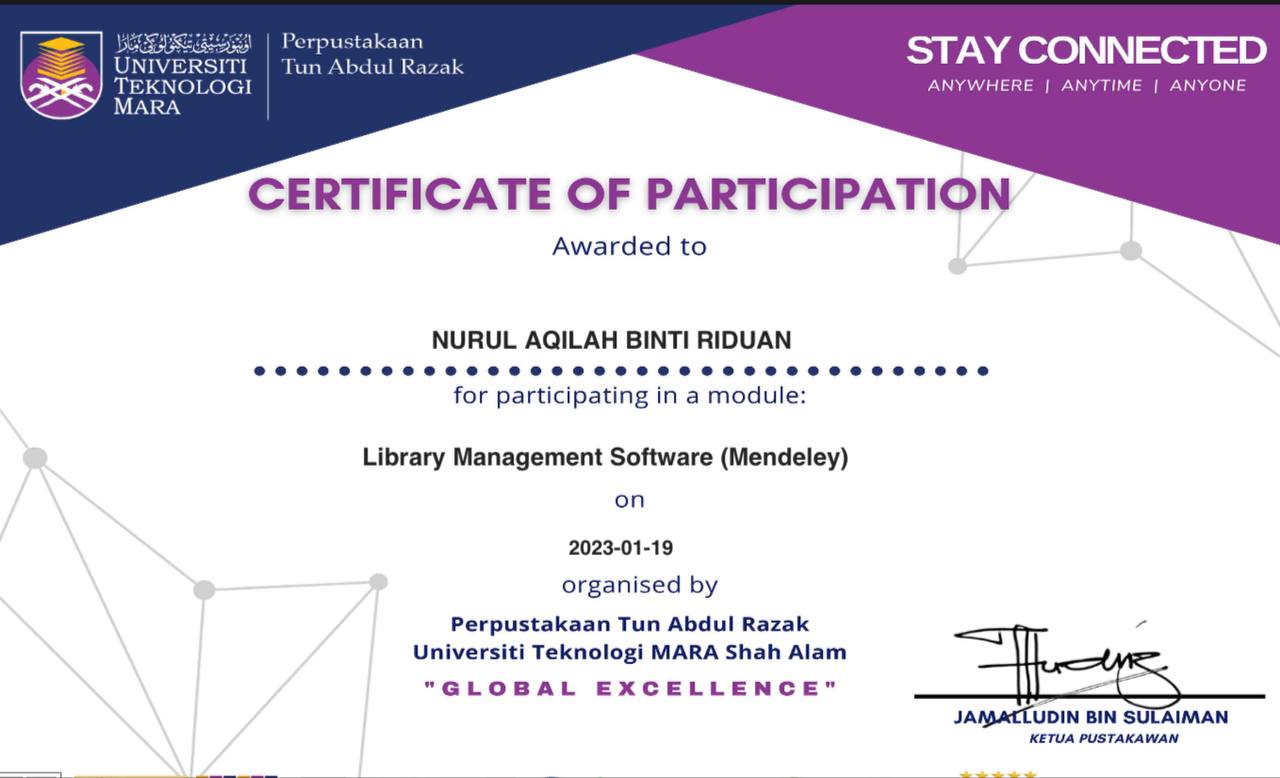 اونيۏرسيتي تيكنولوڬي مارا
UNIVERSITI
TEKNOLOGI
MARA
Perpustakaan
Tun Abdul Razak
STAY CONNECTED
ANYWHERE | ANYTIME | ANYONE
CERTIFICATE OF PARTICIPATION
Awarded to
NURUL AQILAH BINTI RIDUAN
for participating in a module:
Library Management Software (Mendeley)
on
2023-01-19
organised by
Perpustakaan Tun Abdul Razak
Universiti Teknologi MARA Shah Alam
"GLOBAL EXCELLENCE"
JAMALLUDIN BIN SULAIMAN
KETUA PUSTAKAWAN